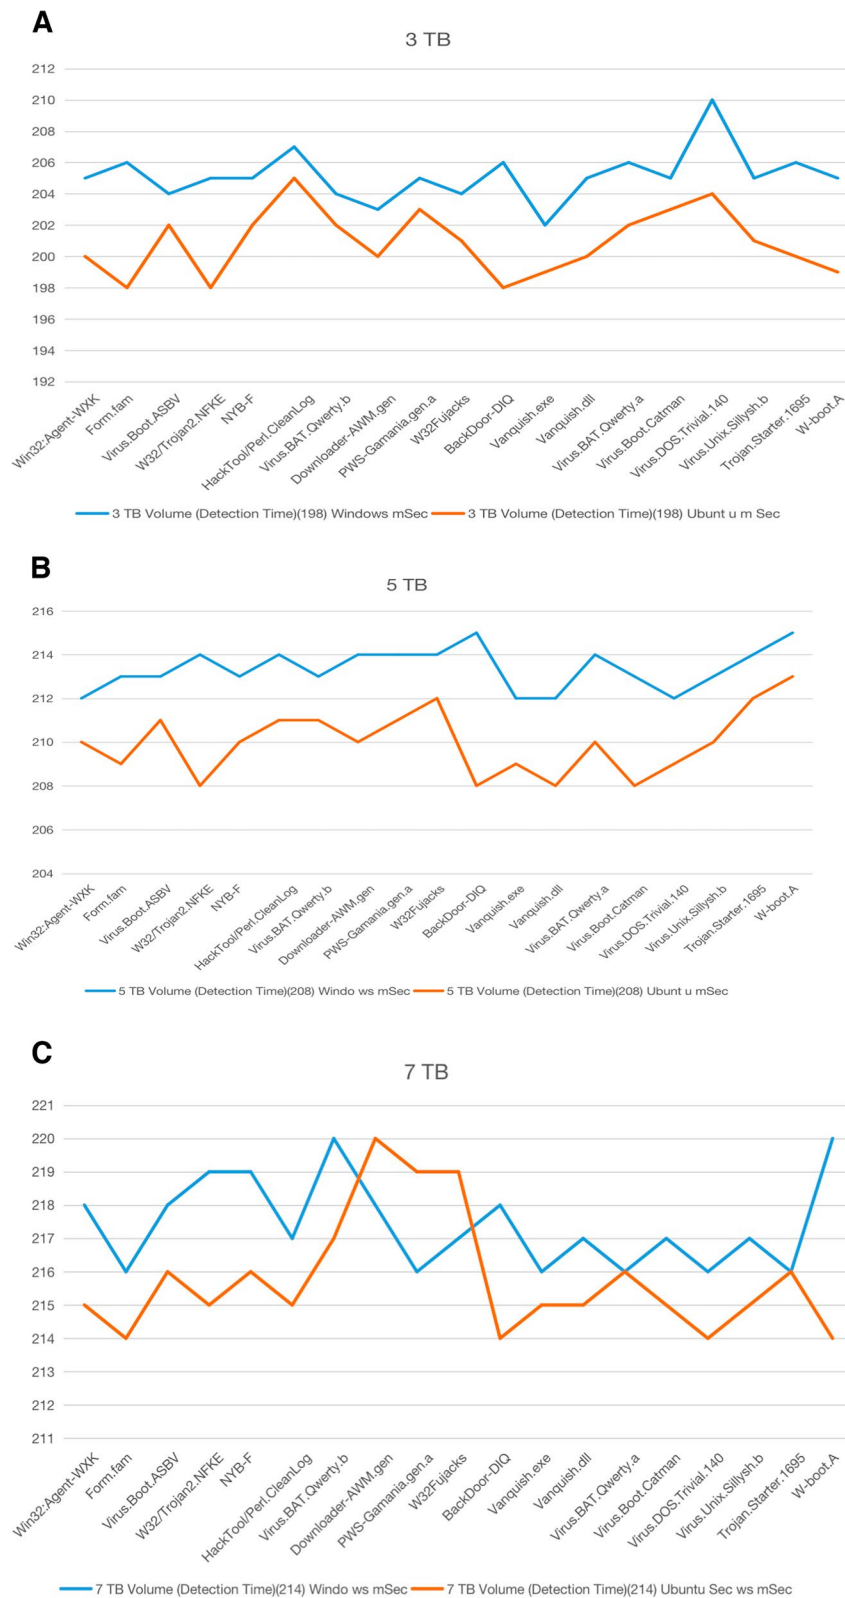 A
3 TB
212
210
208
206
204
202
200
198
196
194
192
Win32:Agent-WXK
Form.fam
Virus.Boot.ASBV
W32/Trojan2.NFKE
NYB-F
HackTool/Perl.CleanLog
Virus.BAT.Qwerty.b
Downloader-AWM.gen
PWS-Gamania.gen.a
W32Fujacks
BackDoor-DIQ
Vanquish.exe
Vanquish.dll
Virus.BAT.Qwerty.a
Virus.Boot.Catman
Virus.DOS.Trivial.140
Virus.Unix.Sillysh.b
Trojan.Starter.1695
W-boot.A
3 TB Volume (Detection Time)(198) Windows mSec 3 TB Volume (Detection Time)(198) Ubunt u m Sec
B
5 TB
216
214
212
210
208
206
204
Win32:Agent-WXK
Form.fam
Virus.Boot.ASBV
W32/Trojan2.NFKE
NYB-F
HackTool/Perl.CleanLog
Virus.BAT.Qwerty.b
Downloader-AWM.gen
PWS-Gamania.gen.a
W32Fujacks
BackDoor-DIQ
Vanquish.exe
Vanquish.dll
Virus.BAT.Qwerty.a
Virus.Boot.Catman
Virus.DOS.Trivial.140
Virus.Unix.Sillysh.b
Trojan.Starter.1695
W-boot.A
5 TB Volume (Detection Time)(208) Windo ws mSec 5 TB Volume (Detection Time)(208) Ubunt u mSec
C
7 TB
221
220
219
218
217
216
215
214
213
212
211
Win32:Agent-WXK
Form.fam
Virus.Boot.ASBV
W32/Trojan2.NFKE
NYB-F
HackTool/Perl.CleanLog
Virus.BAT.Qwerty.b
Downloader-AWM.gen
PWS-Gamania.gen.a
W32Fujacks
BackDoor-DIQ
Vanquish.exe
Vanquish.dll
Virus.BAT.Qwerty.a
Virus.Boot.Catman
Virus.DOS.Trivial.140
Virus.Unix.Sillysh.b
Trojan.Starter.1695
W-boot.A
7 TB Volume (Detection Time)(214) Windo ws mSec 7 TB Volume (Detection Time)(214) Ubuntu Sec ws mSec